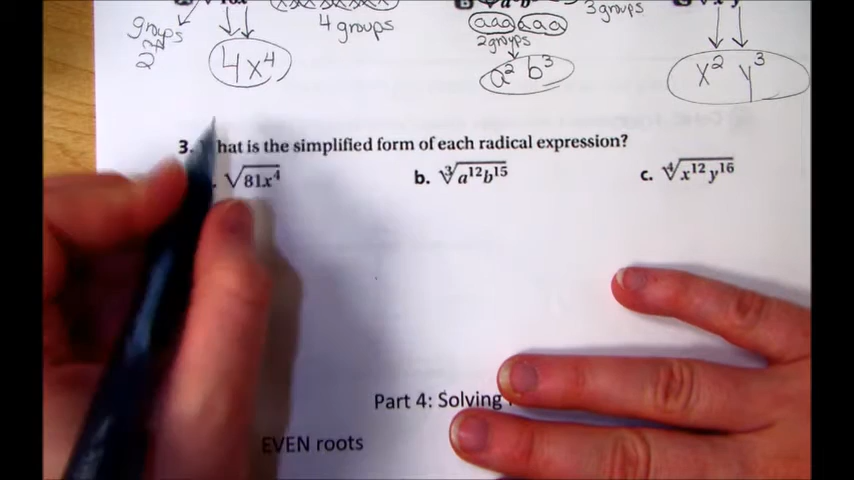 groups
2
4 groups
4x⁴
aaa aaa
2 groups
a² b³
3 groups
x² y³
3. hat is the simplified form of each radical expression?
√81x⁴
b. ∛a¹²b¹⁵
c. ∜x¹²y¹⁶
Part 4: Solving
EVEN roots